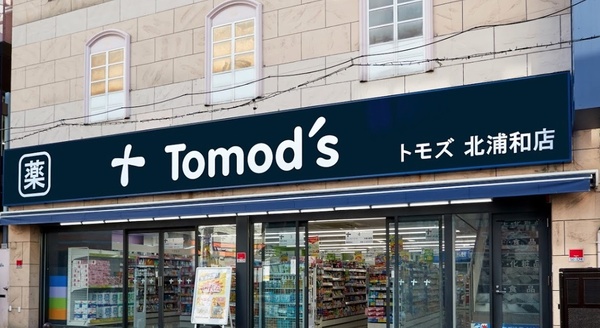 薬
Tomod's
トモズ 北浦和店